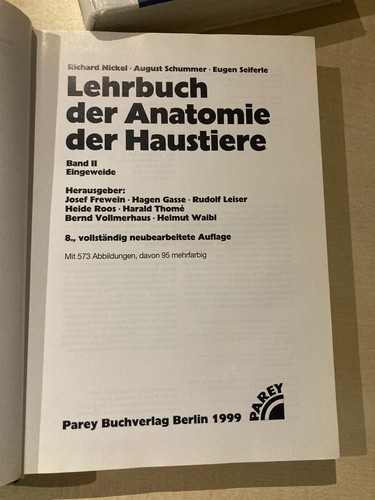 Richard Nickel · August Schummer · Eugen Seiferle
Lehrbuch
der Anatomie
der Haustiere
Band II
Eingeweide
Herausgeber:
Josef Frewein · Hagen Gasse · Rudolf Leiser
Heide Roos · Harald Thomé
Bernd Vollmerhaus · Helmut Waibl
8., vollständig neubearbeitete Auflage
Mit 573 Abbildungen, davon 95 mehrfarbig
Parey Buchverlag Berlin 1999
PAREY